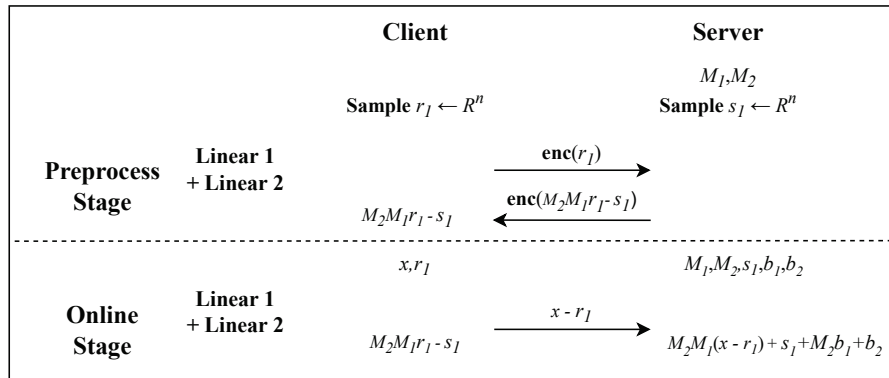 Client Server
M₁,M₂
Sample r₁ ← Rⁿ Sample s₁ ← Rⁿ
Preprocess Stage
Linear 1
+ Linear 2
enc(r₁)
enc(M₂M₁r₁-s₁)
M₂M₁r₁-s₁
x,r₁ M₁,M₂,s₁,b₁,b₂
Online Stage
Linear 1
+ Linear 2
x - r₁
M₂M₁r₁-s₁ M₂M₁(x - r₁)+s₁+M₂b₁+b₂